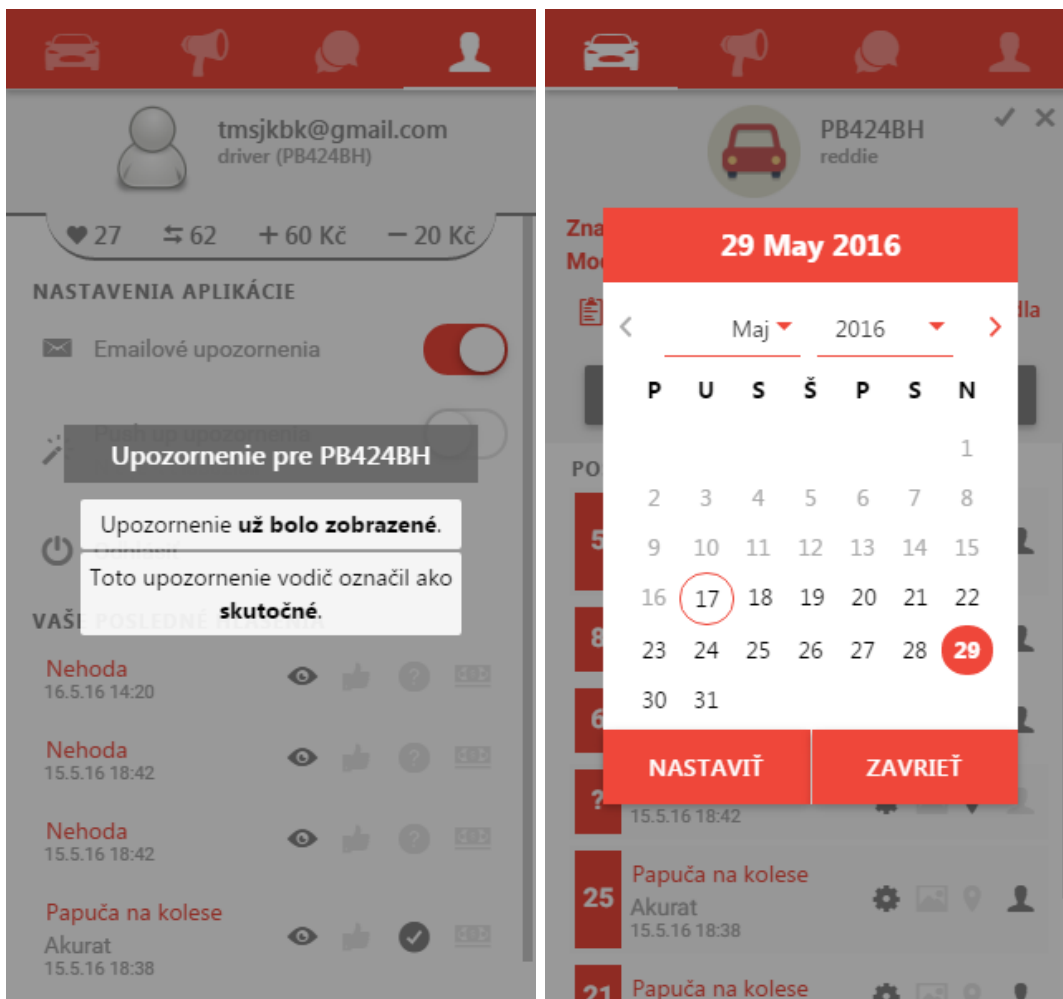 tmsjkbk@gmail.com
driver (PB424BH)
27 62 + 60 Kč − 20 Kč
NASTAVENIA APLIKÁCIE
Emailové upozornenia
Push up upozornenia
Upozornenie pre PB424BH
Upozornenie už bolo zobrazené.
Toto upozornenie vodič označil ako
skutočné.
VAŠE POSLEDNÉ HLÁSENIA
Nehoda
16.5.16 14:20
Nehoda
15.5.16 18:42
Nehoda
15.5.16 18:42
Papuča na kolese
Akurat
15.5.16 18:38
PB424BH
reddie
29 May 2016
Maj 2016
P U S Š P S N
1
2 3 4 5 6 7 8
9 10 11 12 13 14 15
16 17 18 19 20 21 22
23 24 25 26 27 28 29
30 31
NASTAVIŤ ZAVRIEŤ
?
15.5.16 18:42
25
Papuča na kolese
Akurat
15.5.16 18:38
21
Papuča na kolese